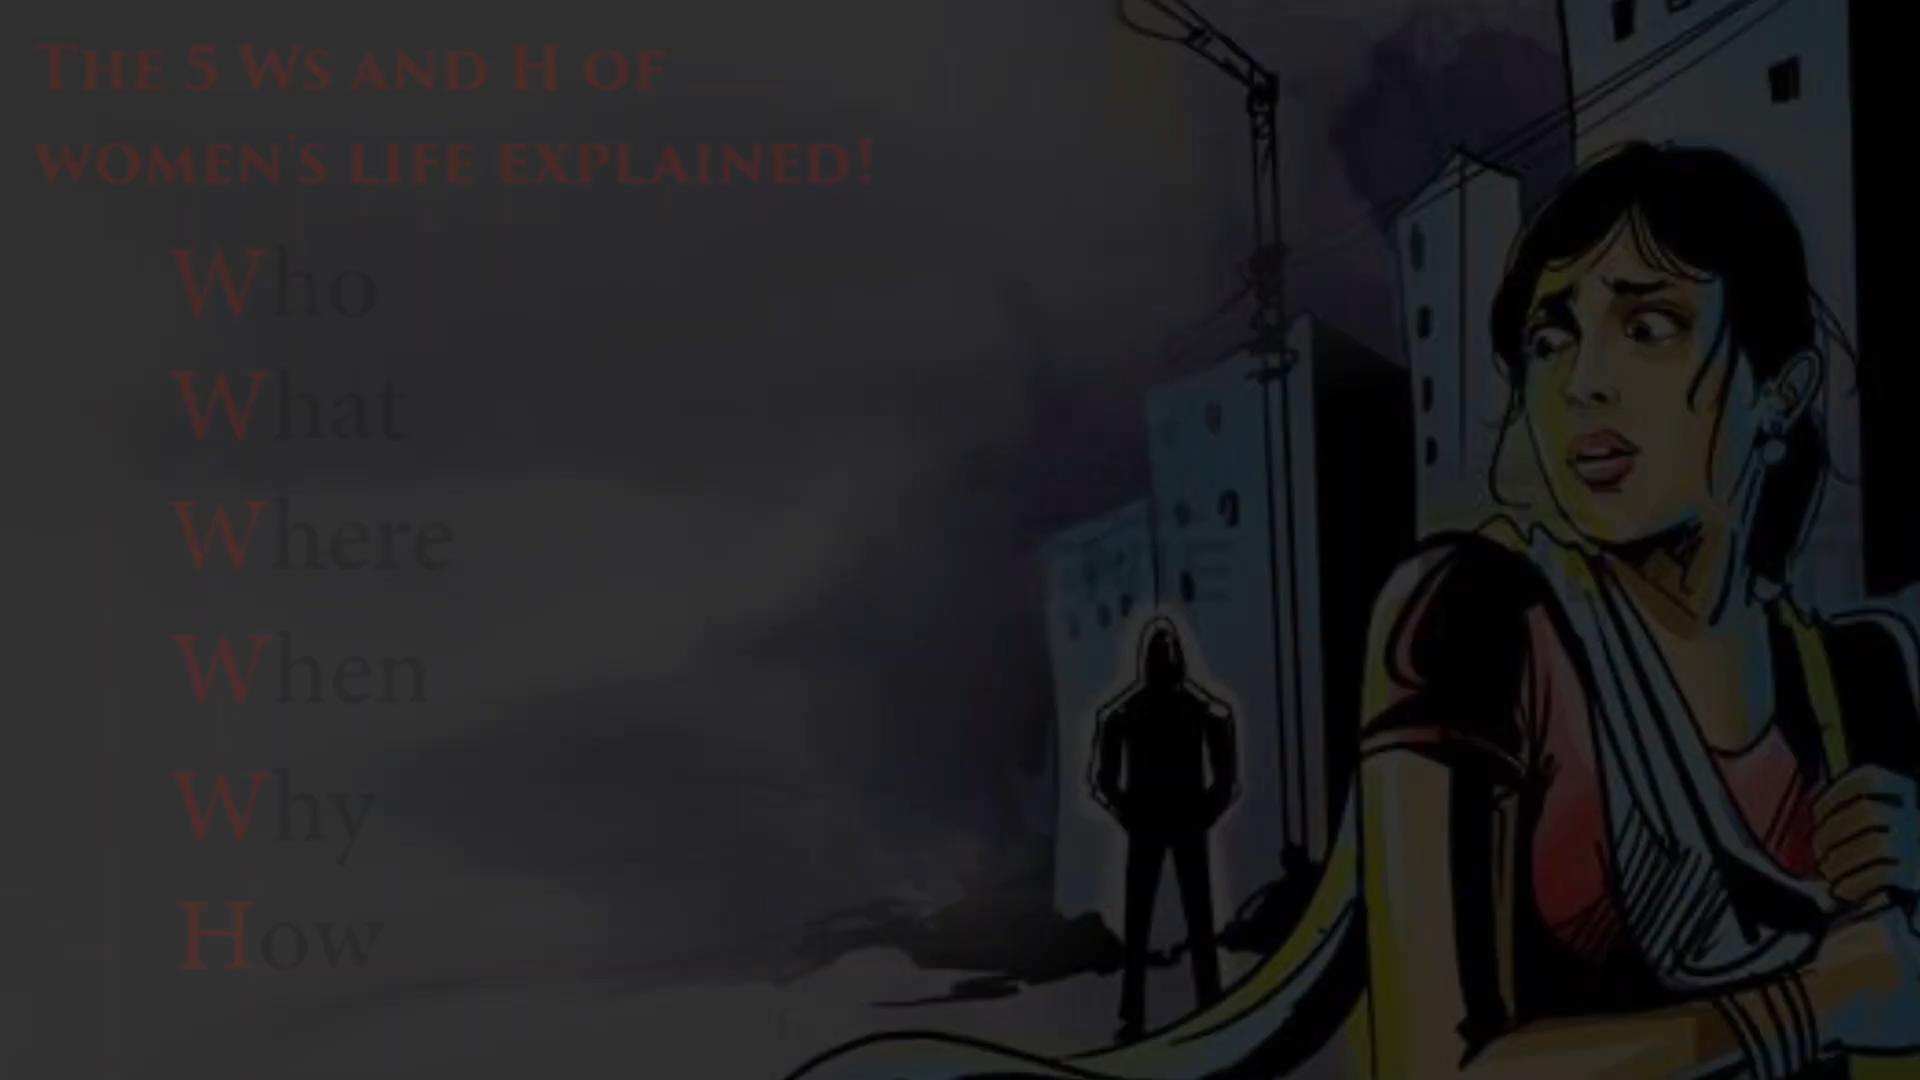 THE 5 WS AND H OF
WOMEN'S LIFE EXPLAINED!
Who
What
Where
When
Why
How